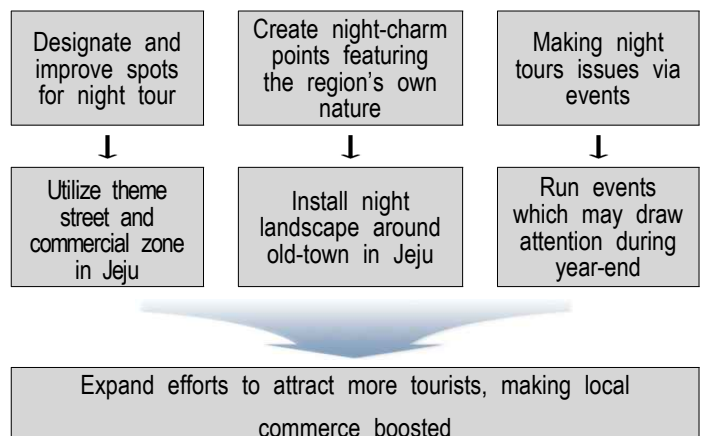 Designate and
improve spots
for night tour
Create night-charm
points featuring
the region's own
nature
Making night
tours issues via
events
Utilize theme
street and
commercial zone
in Jeju
Install night
landscape around
old-town in Jeju
Run events
which may draw
attention during
year-end
Expand efforts to attract more tourists, making local
commerce boosted